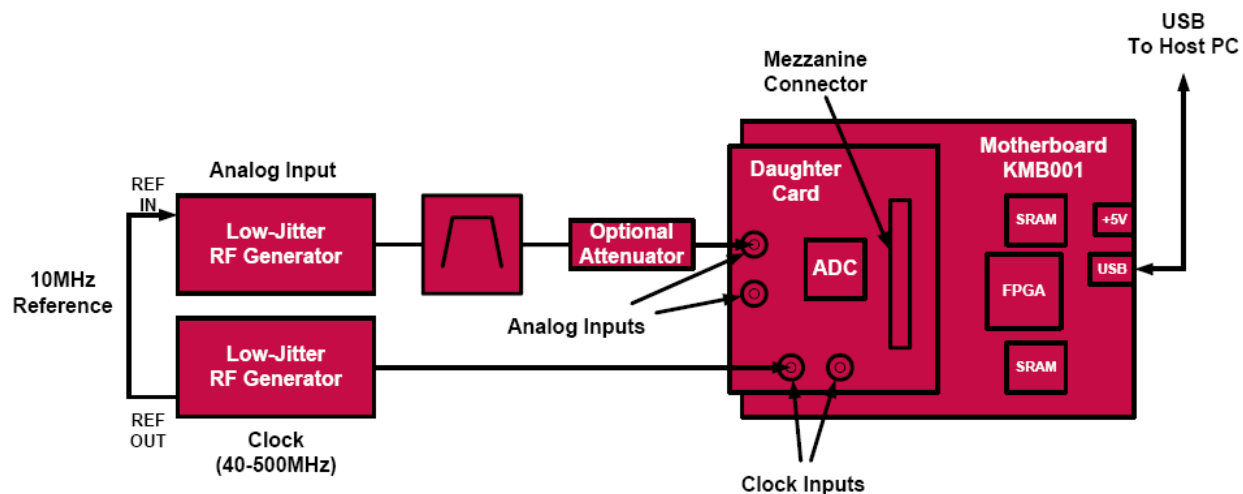 USB
To Host PC
Mezzanine
Connector
Motherboard
KMB001
Daughter
Card
Analog Input
REF
IN
Low-Jitter
RF Generator
Optional
Attenuator
SRAM
+5V
ADC
USB
FPGA
10MHz
Reference
Analog Inputs
Low-Jitter
RF Generator
SRAM
REF
OUT
Clock
(40-500MHz)
Clock Inputs